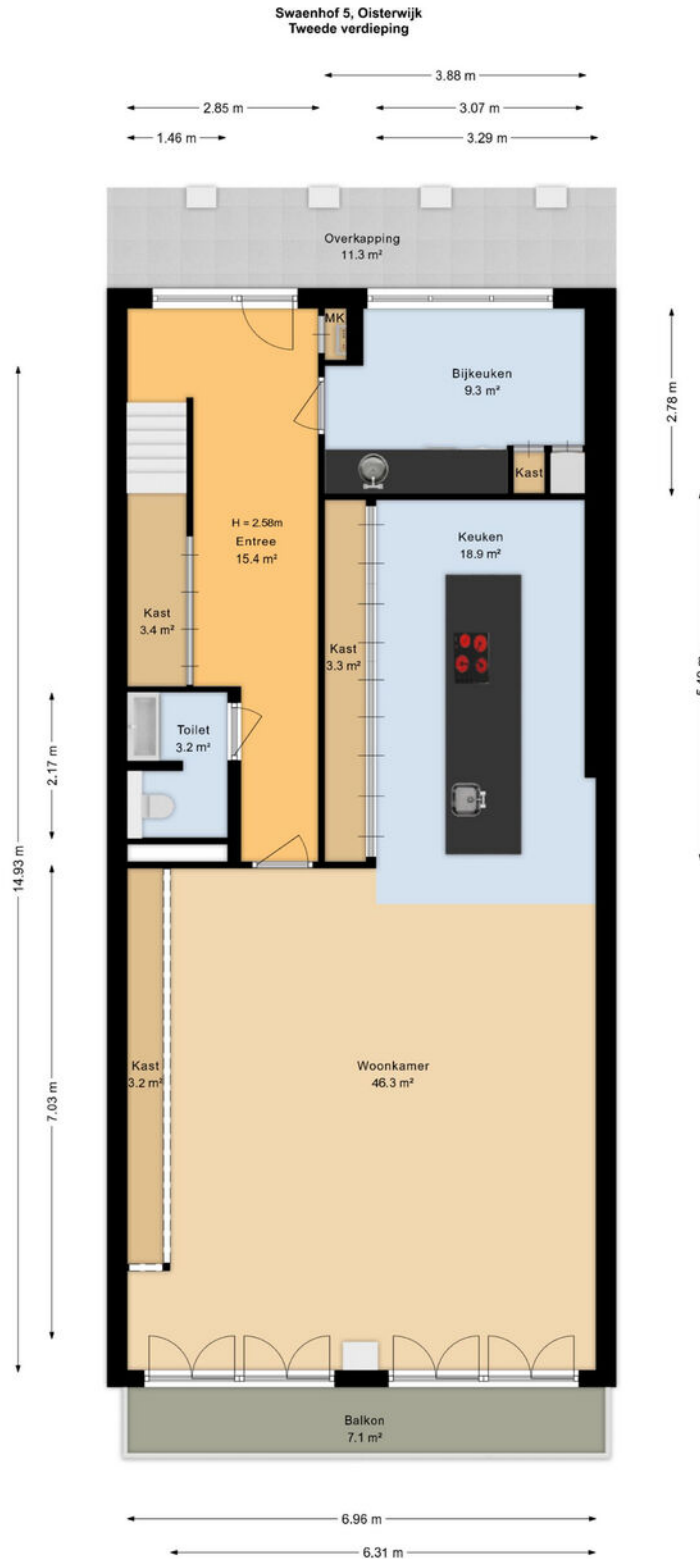 Swaenhof 5, Oisterwijk
Tweede verdieping
3.88 m
2.85 m
3.07 m
1.46 m
3.29 m
Overkapping
11.3 m²
MK
Bijkeuken
9.3 m²
2.78 m
Kast
H = 2.58m
Entree
15.4 m²
Keuken
18.9 m²
Kast
3.4 m²
Kast
3.3 m²
Toilet
3.2 m²
2.17 m
14.93 m
7.03 m
Kast
3.2 m²
Woonkamer
46.3 m²
Balkon
7.1 m²
6.96 m
6.31 m